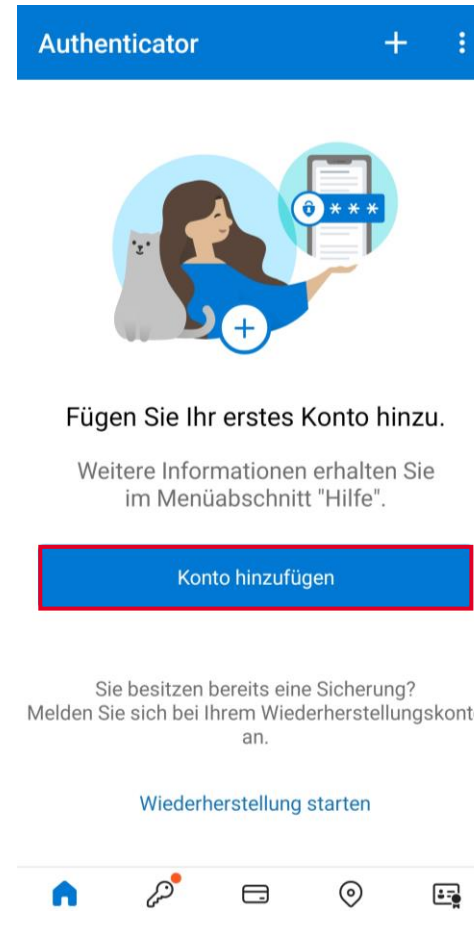 Authenticator
***
Fügen Sie Ihr erstes Konto hinzu.
Weitere Informationen erhalten Sie
im Menüabschnitt "Hilfe".
Konto hinzufügen
Sie besitzen bereits eine Sicherung?
Melden Sie sich bei Ihrem Wiederherstellungskont
an.
Wiederherstellung starten